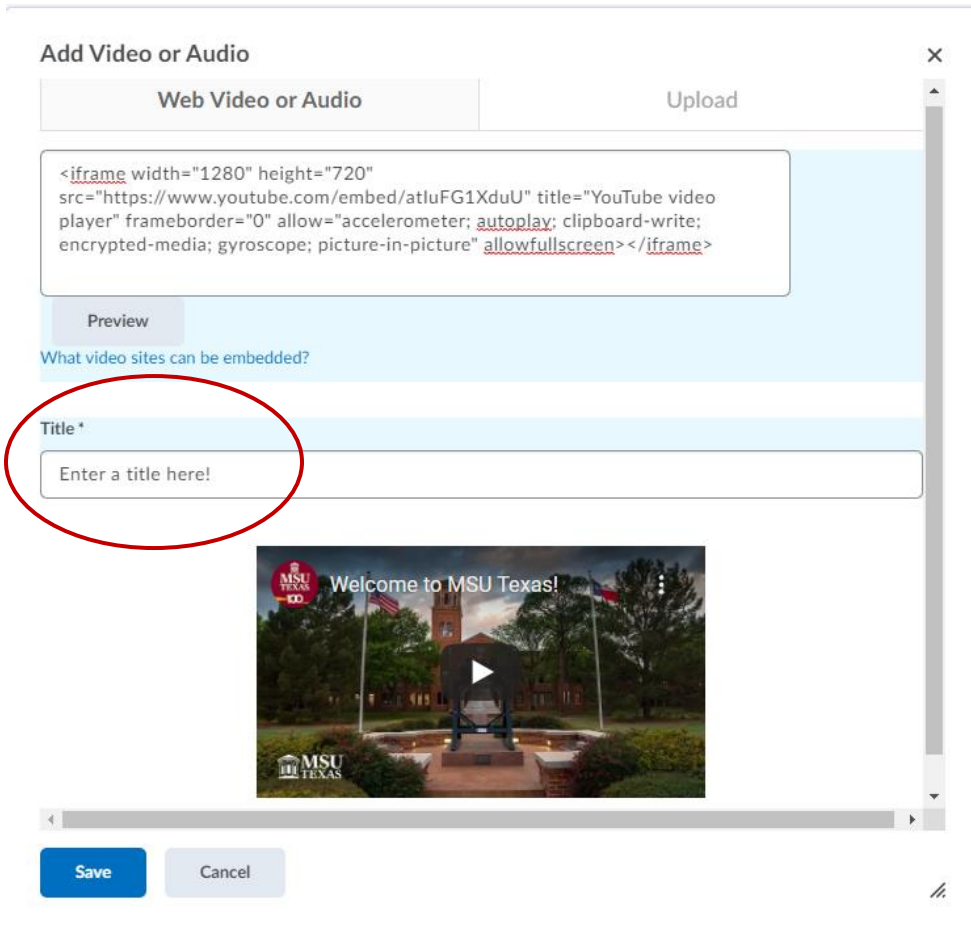 Add Video or Audio
Web Video or Audio
Upload
<iframe width="1280" height="720"
src="https://www.youtube.com/embed/atIuFG1XduU" title="YouTube video
player" frameborder="0" allow="accelerometer; autoplay; clipboard-write;
encrypted-media; gyroscope; picture-in-picture" allowfullscreen></iframe>
Preview
What video sites can be embedded?
Title *
Enter a title here!
MSU
TEXAS
100
Welcome to MSU Texas!
MSU
TEXAS
Save
Cancel